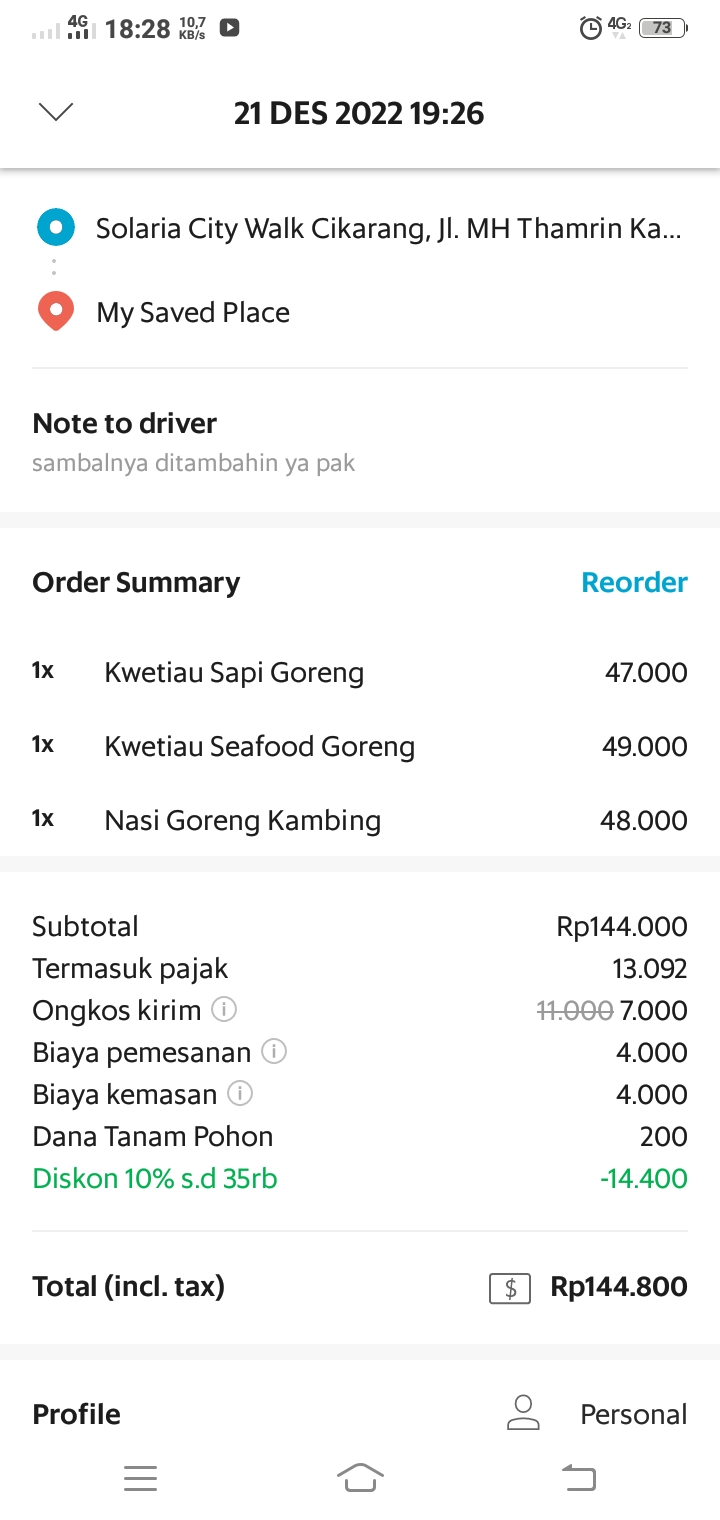 4G 18:28 10,7 KB/s 4G2 73
21 DES 2022 19:26
Solaria City Walk Cikarang, Jl. MH Thamrin Ka...
My Saved Place
Note to driver
sambalnya ditambahin ya pak
Order Summary Reorder
1x Kwetiau Sapi Goreng 47.000
1x Kwetiau Seafood Goreng 49.000
1x Nasi Goreng Kambing 48.000
Subtotal Rp144.000
Termasuk pajak 13.092
Ongkos kirim i 11.000 7.000
Biaya pemesanan i 4.000
Biaya kemasan i 4.000
Dana Tanam Pohon 200
Diskon 10% s.d 35rb -14.400
Total (incl. tax) $ Rp144.800
Profile Personal